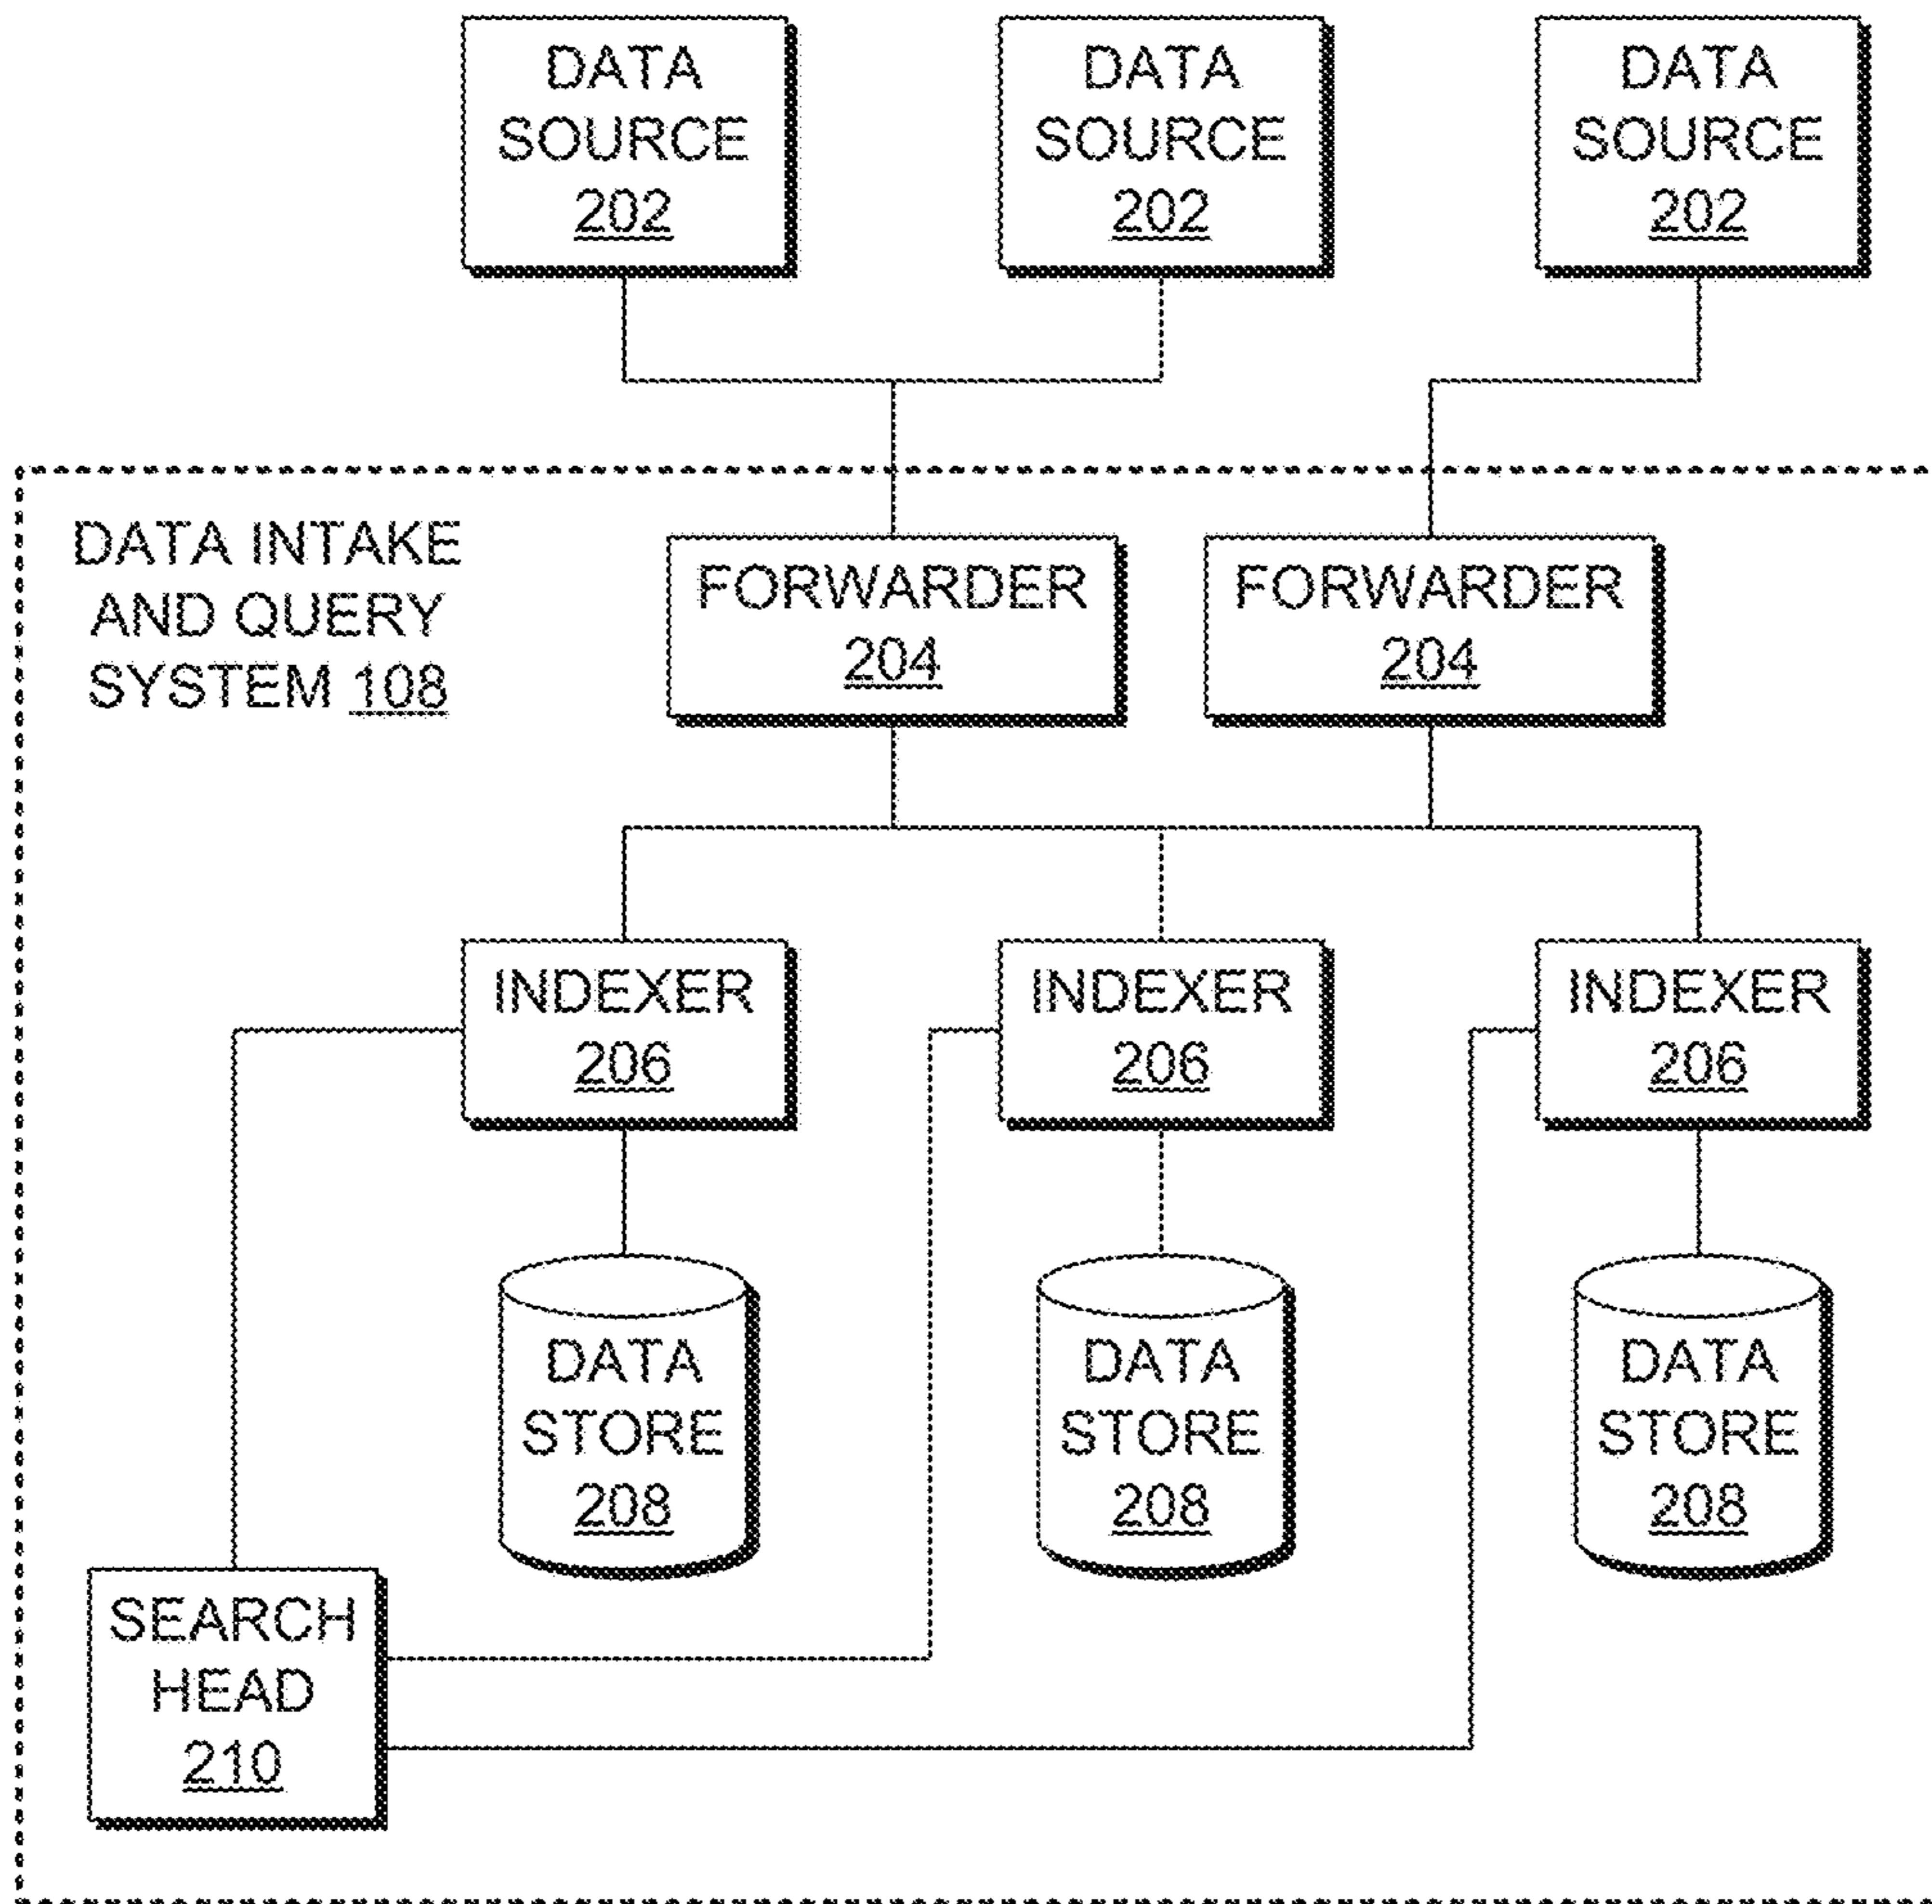 DATA
SOURCE
202
DATA
SOURCE
202
DATA
SOURCE
202
DATA INTAKE
AND QUERY
SYSTEM 108
FORWARDER
204
FORWARDER
204
INDEXER
206
INDEXER
206
INDEXER
206
DATA
STORE
208
DATA
STORE
208
DATA
STORE
208
SEARCH
HEAD
210